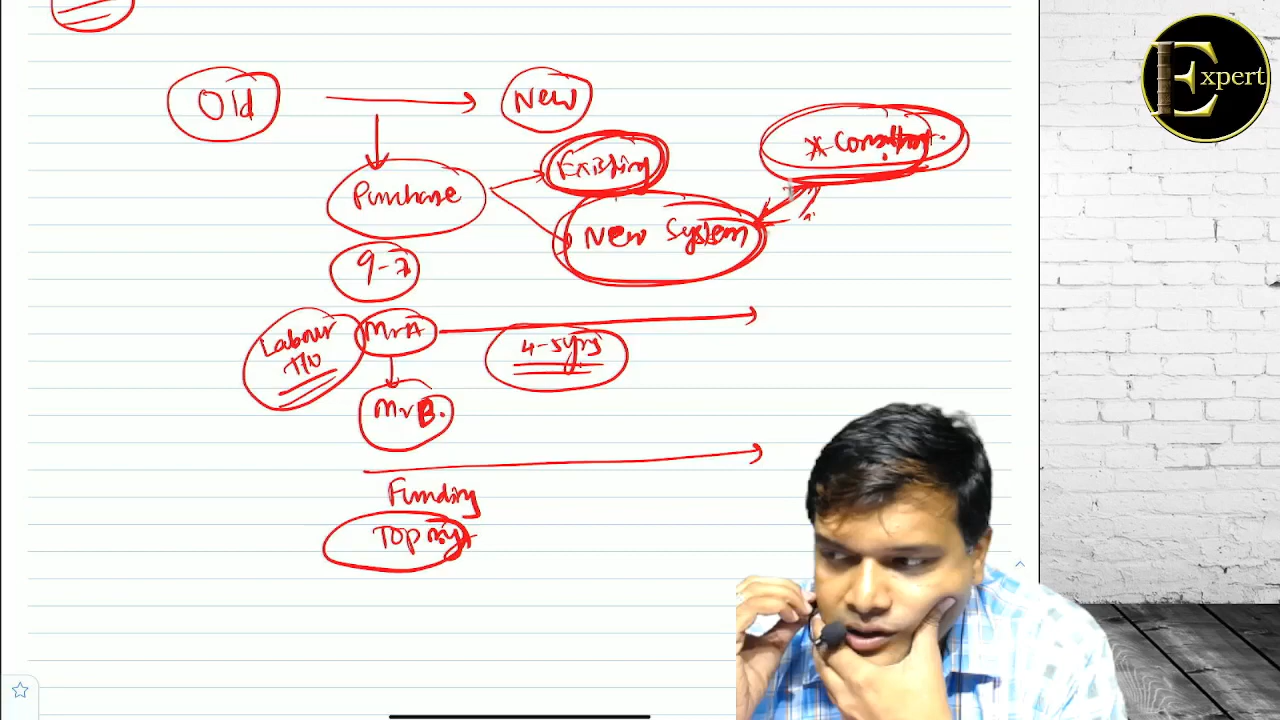 Old
New
Expert
Purchase
Existing
* Consultant.
New System
9-7
Labour
T/O
Mr A
4-5yrs
Mr B.
Funding
Top mgt